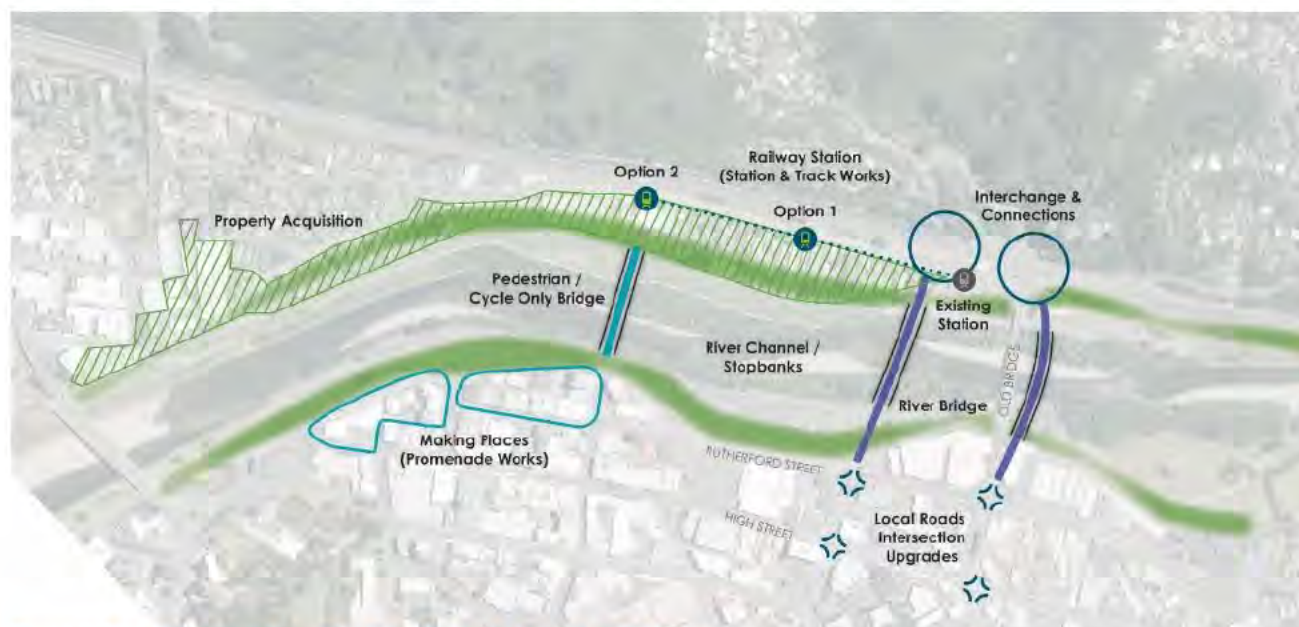 Option 2
Railway Station
(Station & Track Works)
Interchange &
Connections
Property Acquisition
Option 1
Pedestrian /
Cycle Only Bridge
Existing
Station
River Channel /
Stopbanks
OLD BRIDGE
River Bridge
Making Places
(Promenade Works)
RUTHERFORD STREET
HIGH STREET
Local Roads
Intersection
Upgrades